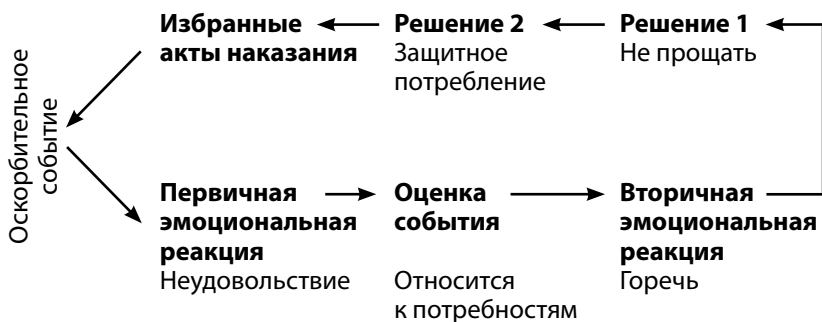 Избранные
акты наказания
Решение 2
Защитное
потребление
Решение 1
Не прощать
Оскорбительное
событие
Первичная
эмоциональная
реакция
Неудовольствие
Оценка
события
Относится
к потребностям
Вторичная
эмоциональная
реакция
Горечь